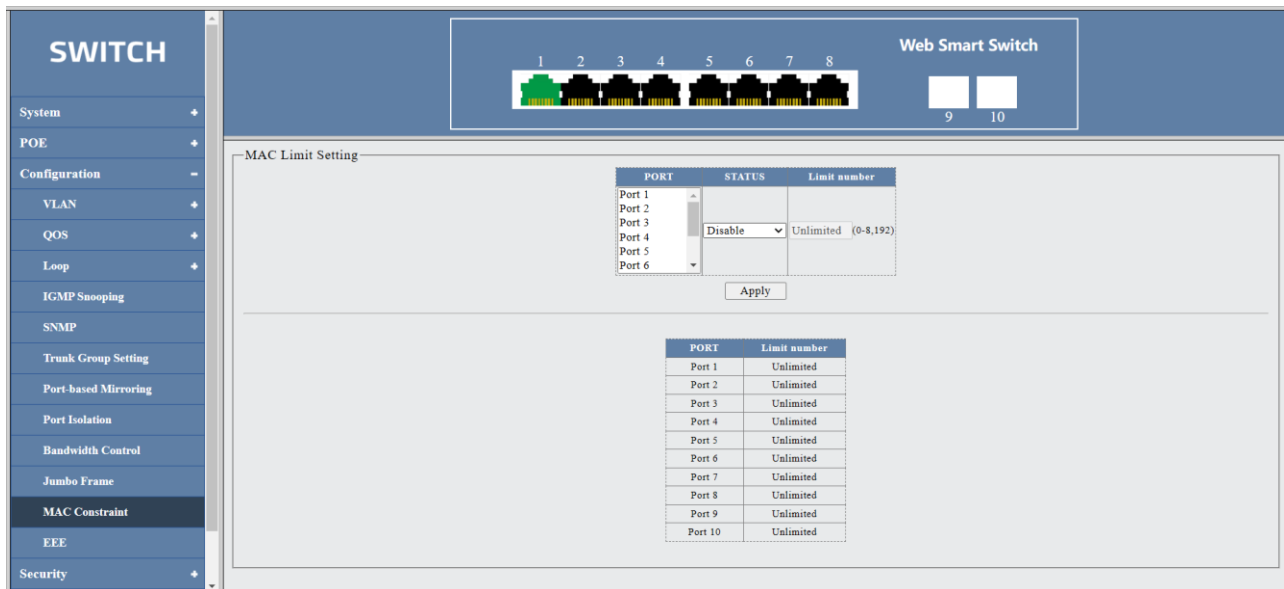 SWITCH
System +
POE +
Configuration -
VLAN +
QOS +
Loop +
IGMP Snooping
SNMP
Trunk Group Setting
Port-based Mirroring
Port Isolation
Bandwidth Control
Jumbo Frame
MAC Constraint
EEE
Security +
Web Smart Switch
1 2 3 4 5 6 7 8
9 10
MAC Limit Setting
PORT STATUS Limit number
Port 1
Port 2
Port 3
Port 4
Port 5
Port 6
Disable Unlimited (0-8,192)
Apply
PORT Limit number
Port 1 Unlimited
Port 2 Unlimited
Port 3 Unlimited
Port 4 Unlimited
Port 5 Unlimited
Port 6 Unlimited
Port 7 Unlimited
Port 8 Unlimited
Port 9 Unlimited
Port 10 Unlimited